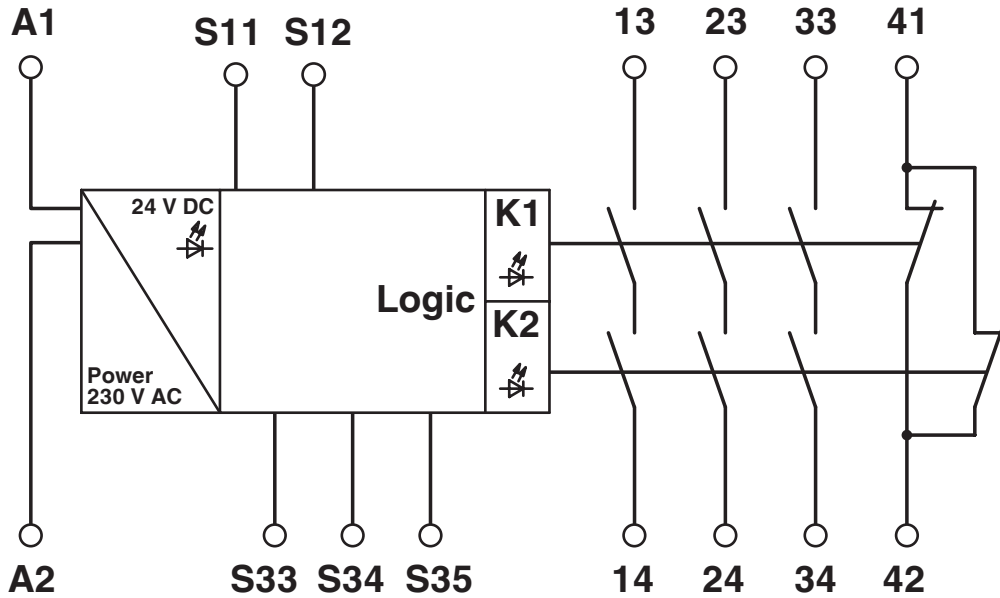 A1
S11 S12
13 23 33 41
24 V DC
K1
Logic
K2
Power
230 V AC
A2
S33 S34 S35
14 24 34 42